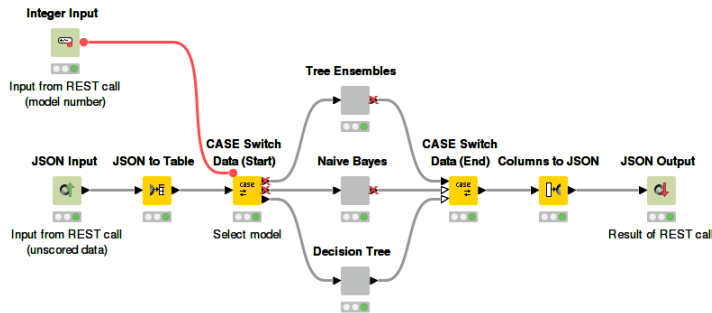 Integer Input
Input from REST call
(model number)
Tree Ensembles
JSON Input
JSON to Table
CASE Switch
Data (Start)
Naive Bayes
CASE Switch
Data (End)
Columns to JSON
JSON Output
CASE
CASE
Input from REST call
(unscored data)
Select model
Result of REST call
Decision Tree